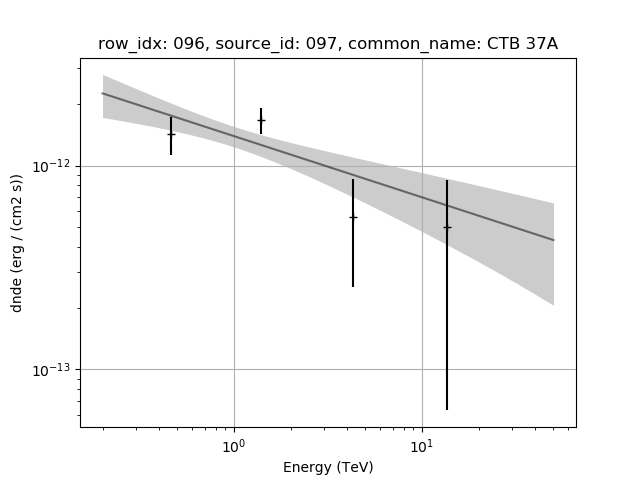 row_idx: 096, source_id: 097, common_name: CTB 37A
dnde (erg / (cm2 s))
10⁻¹²
10⁻¹³
10⁰
10¹
Energy (TeV)